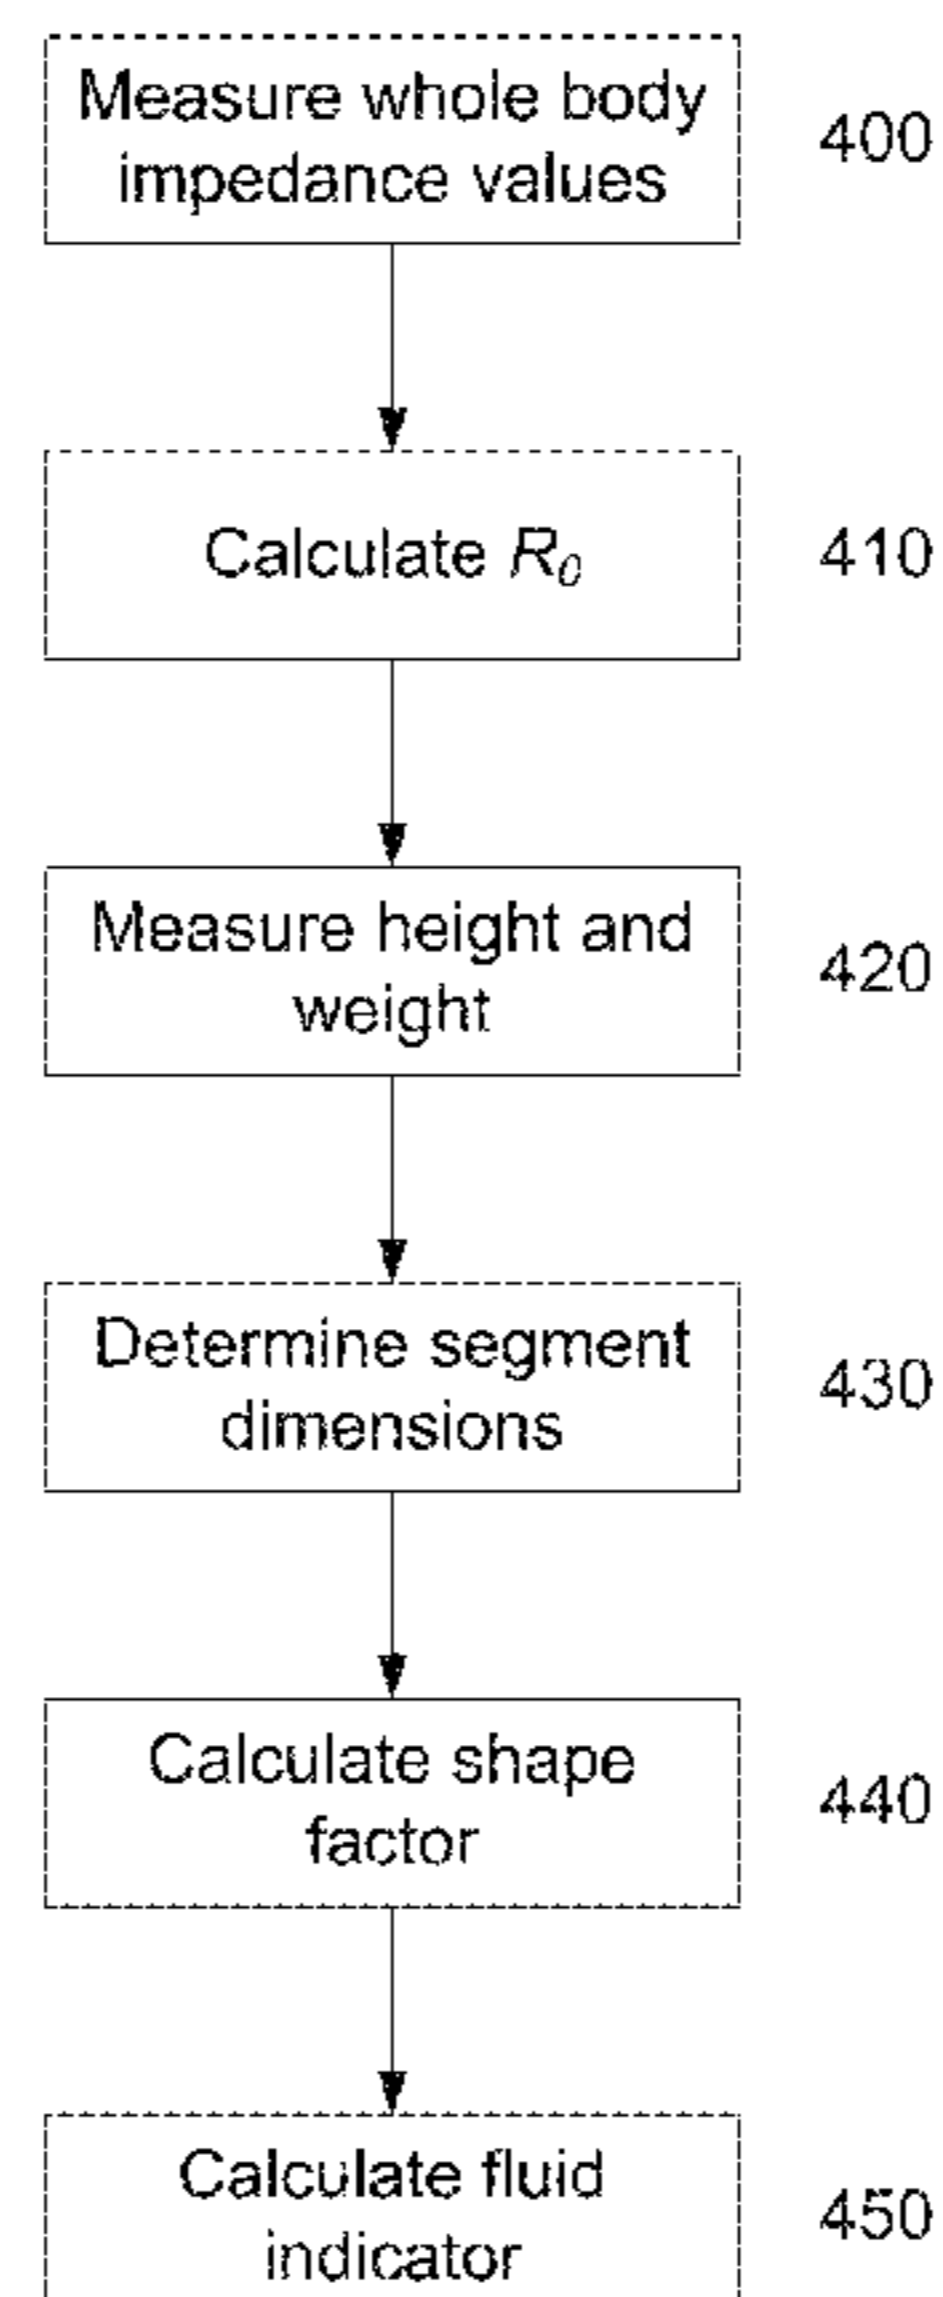 Measure whole body
impedance values
400
Calculate R0
410
Measure height and
weight
420
Determine segment
dimensions
430
Calculate shape
factor
440
Calculate fluid
indicator
450